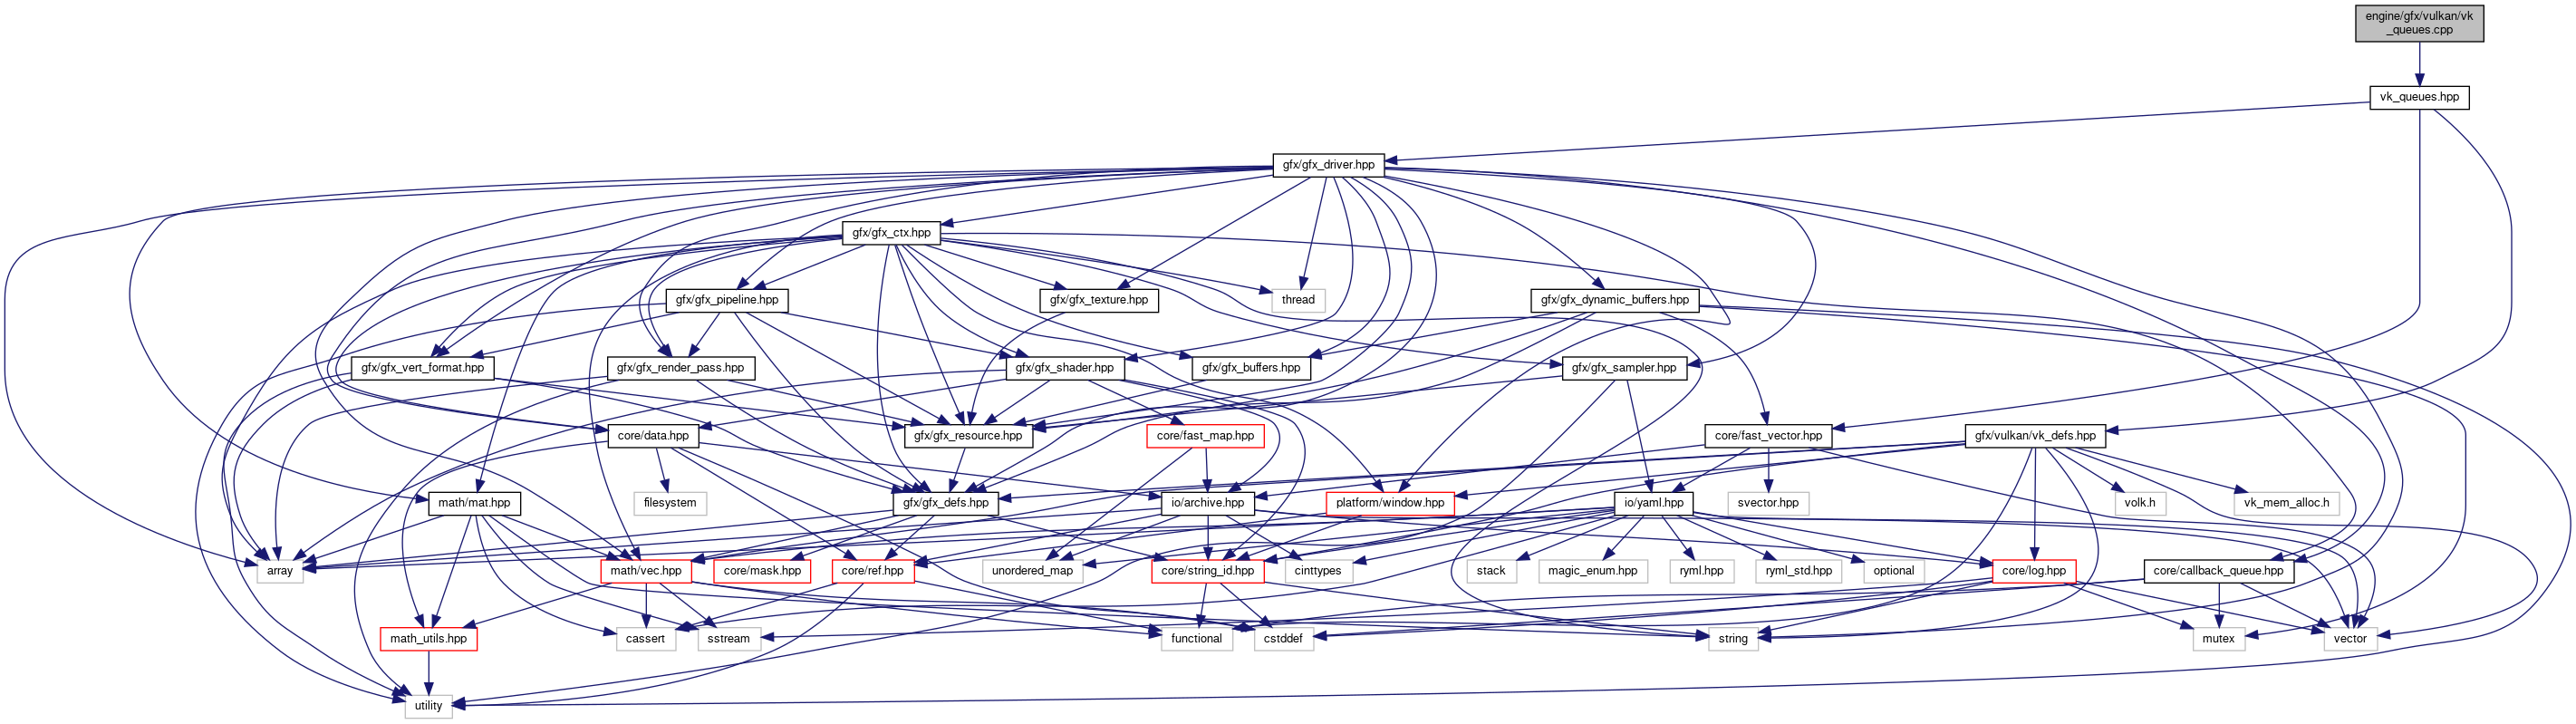 engine/gfx/vulkan/vk
_queues.cpp
vk_queues.hpp
gfx/gfx_driver.hpp
gfx/gfx_ctx.hpp
gfx/gfx_pipeline.hpp
gfx/gfx_texture.hpp
thread
gfx/gfx_dynamic_buffers.hpp
gfx/gfx_vert_format.hpp
gfx/gfx_render_pass.hpp
gfx/gfx_shader.hpp
gfx/gfx_buffers.hpp
gfx/gfx_sampler.hpp
core/data.hpp
gfx/gfx_resource.hpp
core/fast_map.hpp
core/fast_vector.hpp
gfx/vulkan/vk_defs.hpp
math/mat.hpp
filesystem
gfx/gfx_defs.hpp
io/archive.hpp
platform/window.hpp
io/yaml.hpp
svector.hpp
volk.h
vk_mem_alloc.h
array
math/vec.hpp
core/mask.hpp
core/ref.hpp
unordered_map
core/string_id.hpp
cinttypes
stack
magic_enum.hpp
ryml.hpp
ryml_std.hpp
optional
core/log.hpp
core/callback_queue.hpp
math_utils.hpp
cassert
sstream
functional
cstddef
string
mutex
vector
utility